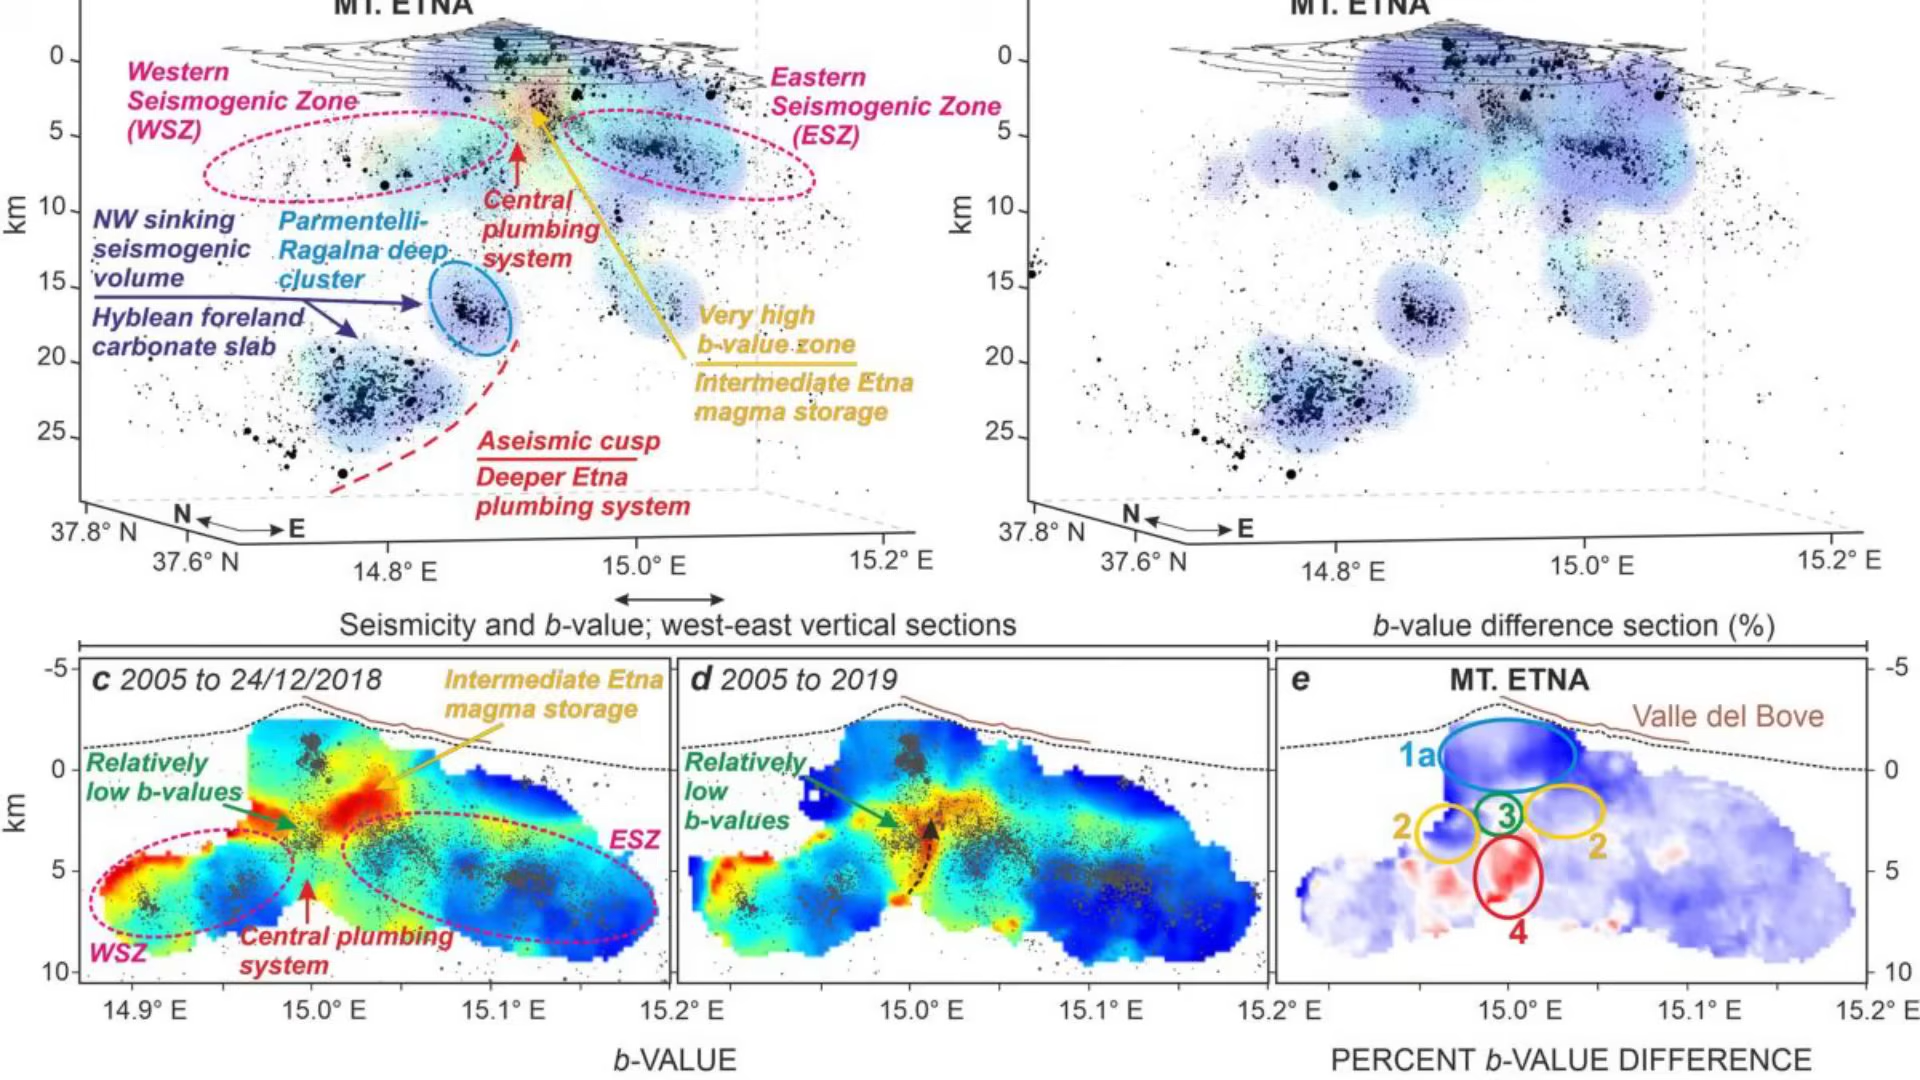 MT. ETNA
MT. ETNA
0
5
10
15
20
25
km
Western
Seismogenic Zone
(WSZ)
Eastern
Seismogenic Zone
(ESZ)
NW sinking
seismogenic
volume
Hyblean foreland
carbonate slab
Parmentelli-
Ragalna deep
cluster
Central
plumbing
system
Very high
b-value zone
Intermediate Etna
magma storage
Aseismic cusp
Deeper Etna
plumbing system
N
E
37.8° N
37.6° N
14.8° E
15.0° E
15.2° E
0
5
10
15
20
25
km
N
E
37.8° N
37.6° N
14.8° E
15.0° E
15.2° E
Seismicity and b-value; west-east vertical sections
b-value difference section (%)
-5
0
5
10
km
c 2005 to 24/12/2018
Intermediate Etna
magma storage
Relatively
low b-values
ESZ
WSZ
Central plumbing
system
14.9° E
15.0° E
15.1° E
15.2° E
d 2005 to 2019
Relatively
low
b-values
15.0° E
15.1° E
15.2° E
e
MT. ETNA
Valle del Bove
1a
2
3
2
4
-5
0
5
10
15.0° E
15.1° E
15.2° E
b-VALUE
PERCENT b-VALUE DIFFERENCE